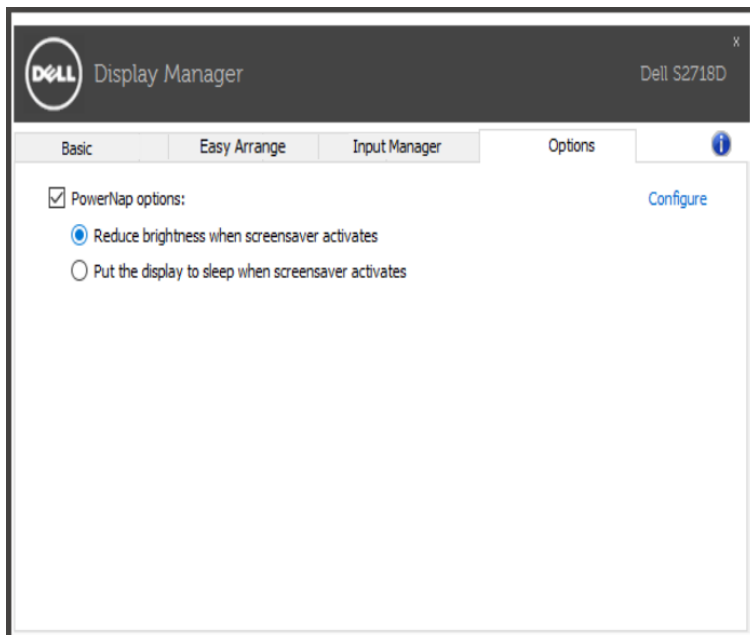 x
DELL Display Manager Dell S2718D
Basic Easy Arrange Input Manager Options i
PowerNap options: Configure
Reduce brightness when screensaver activates
Put the display to sleep when screensaver activates